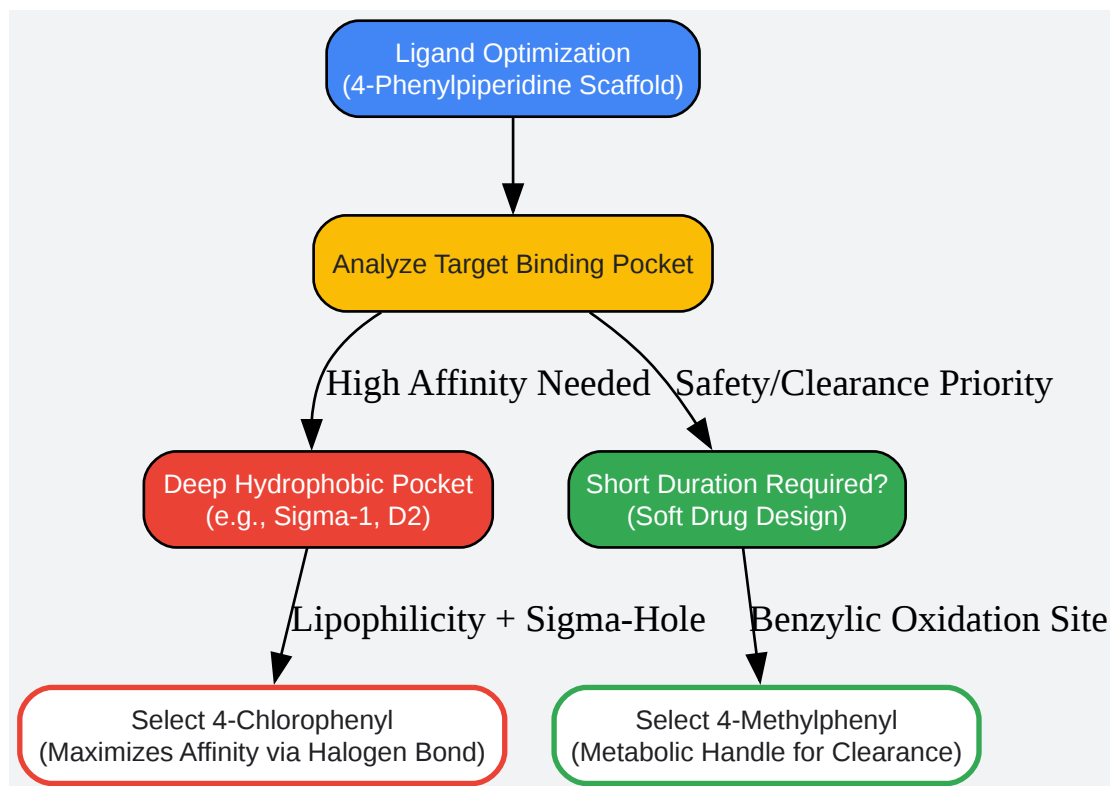 Ligand Optimization
(4-Phenylpiperidine Scaffold)
Analyze Target Binding Pocket
High Affinity Needed
Safety/Clearance Priority
Deep Hydrophobic Pocket
(e.g., Sigma-1, D2)
Short Duration Required?
(Soft Drug Design)
Lipophilicity + Sigma-Hole
Benzylic Oxidation Site
Select 4-Chlorophenyl
(Maximizes Affinity via Halogen Bond)
Select 4-Methylphenyl
(Metabolic Handle for Clearance)